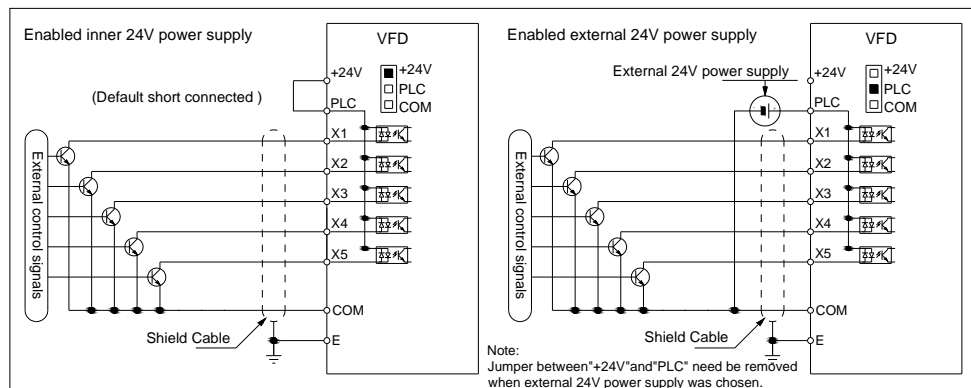 Enabled inner 24V power supply
VFD
+24V
+24V
PLC
COM
(Default short connected )
PLC
X1
X2
X3
X4
X5
COM
E
External control signals
Shield Cable
Enabled external 24V power supply
VFD
External 24V power supply
+24V
+24V
PLC
COM
PLC
X1
X2
X3
X4
X5
COM
E
External control signals
Shield Cable
Note:
Jumper between"+24V"and"PLC" need be removed
when external 24V power supply was chosen.